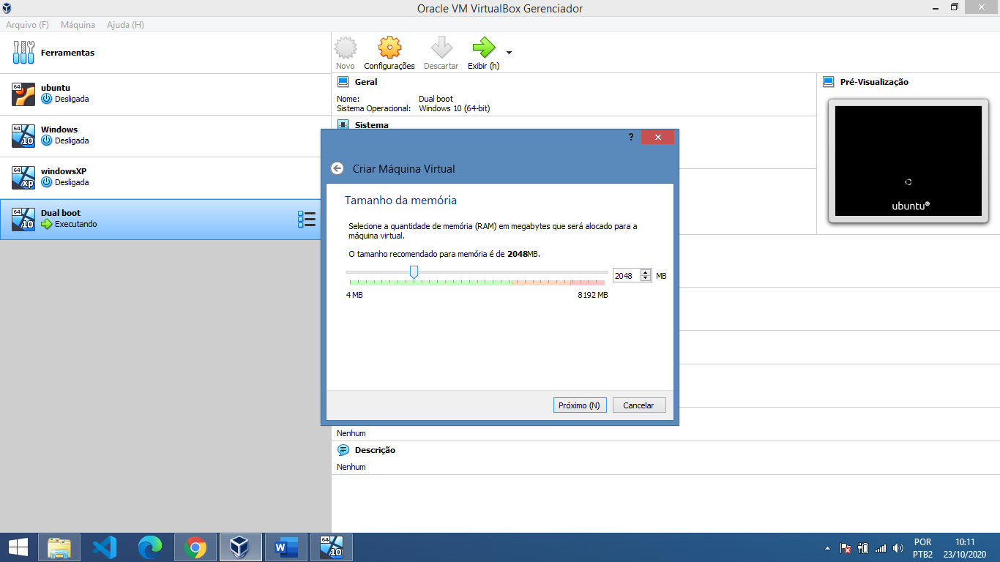 Oracle VM VirtualBox Gerenciador
Arquivo (F) Máquina Ajuda (H)
Ferramentas
64
ubuntu
Desligada
64
10
Windows
Desligada
64
xp
windowsXP
Desligada
64
10
Dual boot
Executando
Novo Configurações Descartar Exibir (h)
Geral
Nome: Dual boot
Sistema Operacional: Windows 10 (64-bit)
Sistema
Pré-Visualização
ubuntu®
?
Criar Máquina Virtual
Tamanho da memória
Selecione a quantidade de memória (RAM) em megabytes que será alocado para a
máquina virtual.
O tamanho recomendado para memória é de 2048MB.
2048 MB
4 MB 8192 MB
Próximo (N) Cancelar
Nenhum
Descrição
Nenhum
W
64
10
POR 10:11
PTB2 23/10/2020